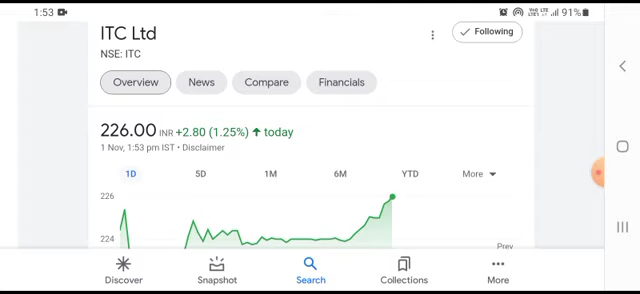 1:53 91%
ITC Ltd
Following
NSE: ITC
Overview News Compare Financials
226.00 INR +2.80 (1.25%) ↑ today
1 Nov, 1:53 pm IST • Disclaimer
1D 5D 1M 6M YTD More
226
224
Prev
Discover Snapshot Search Collections More